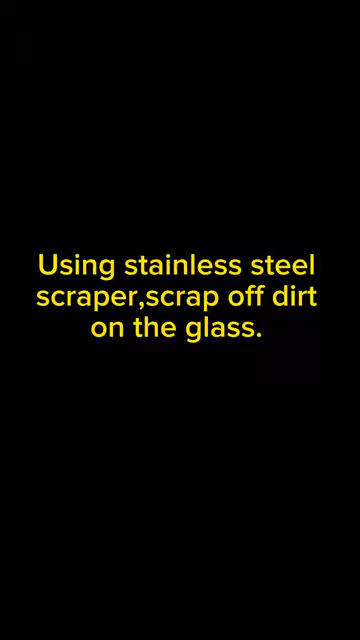 Using stainless steel
scraper,scrap off dirt
on the glass.